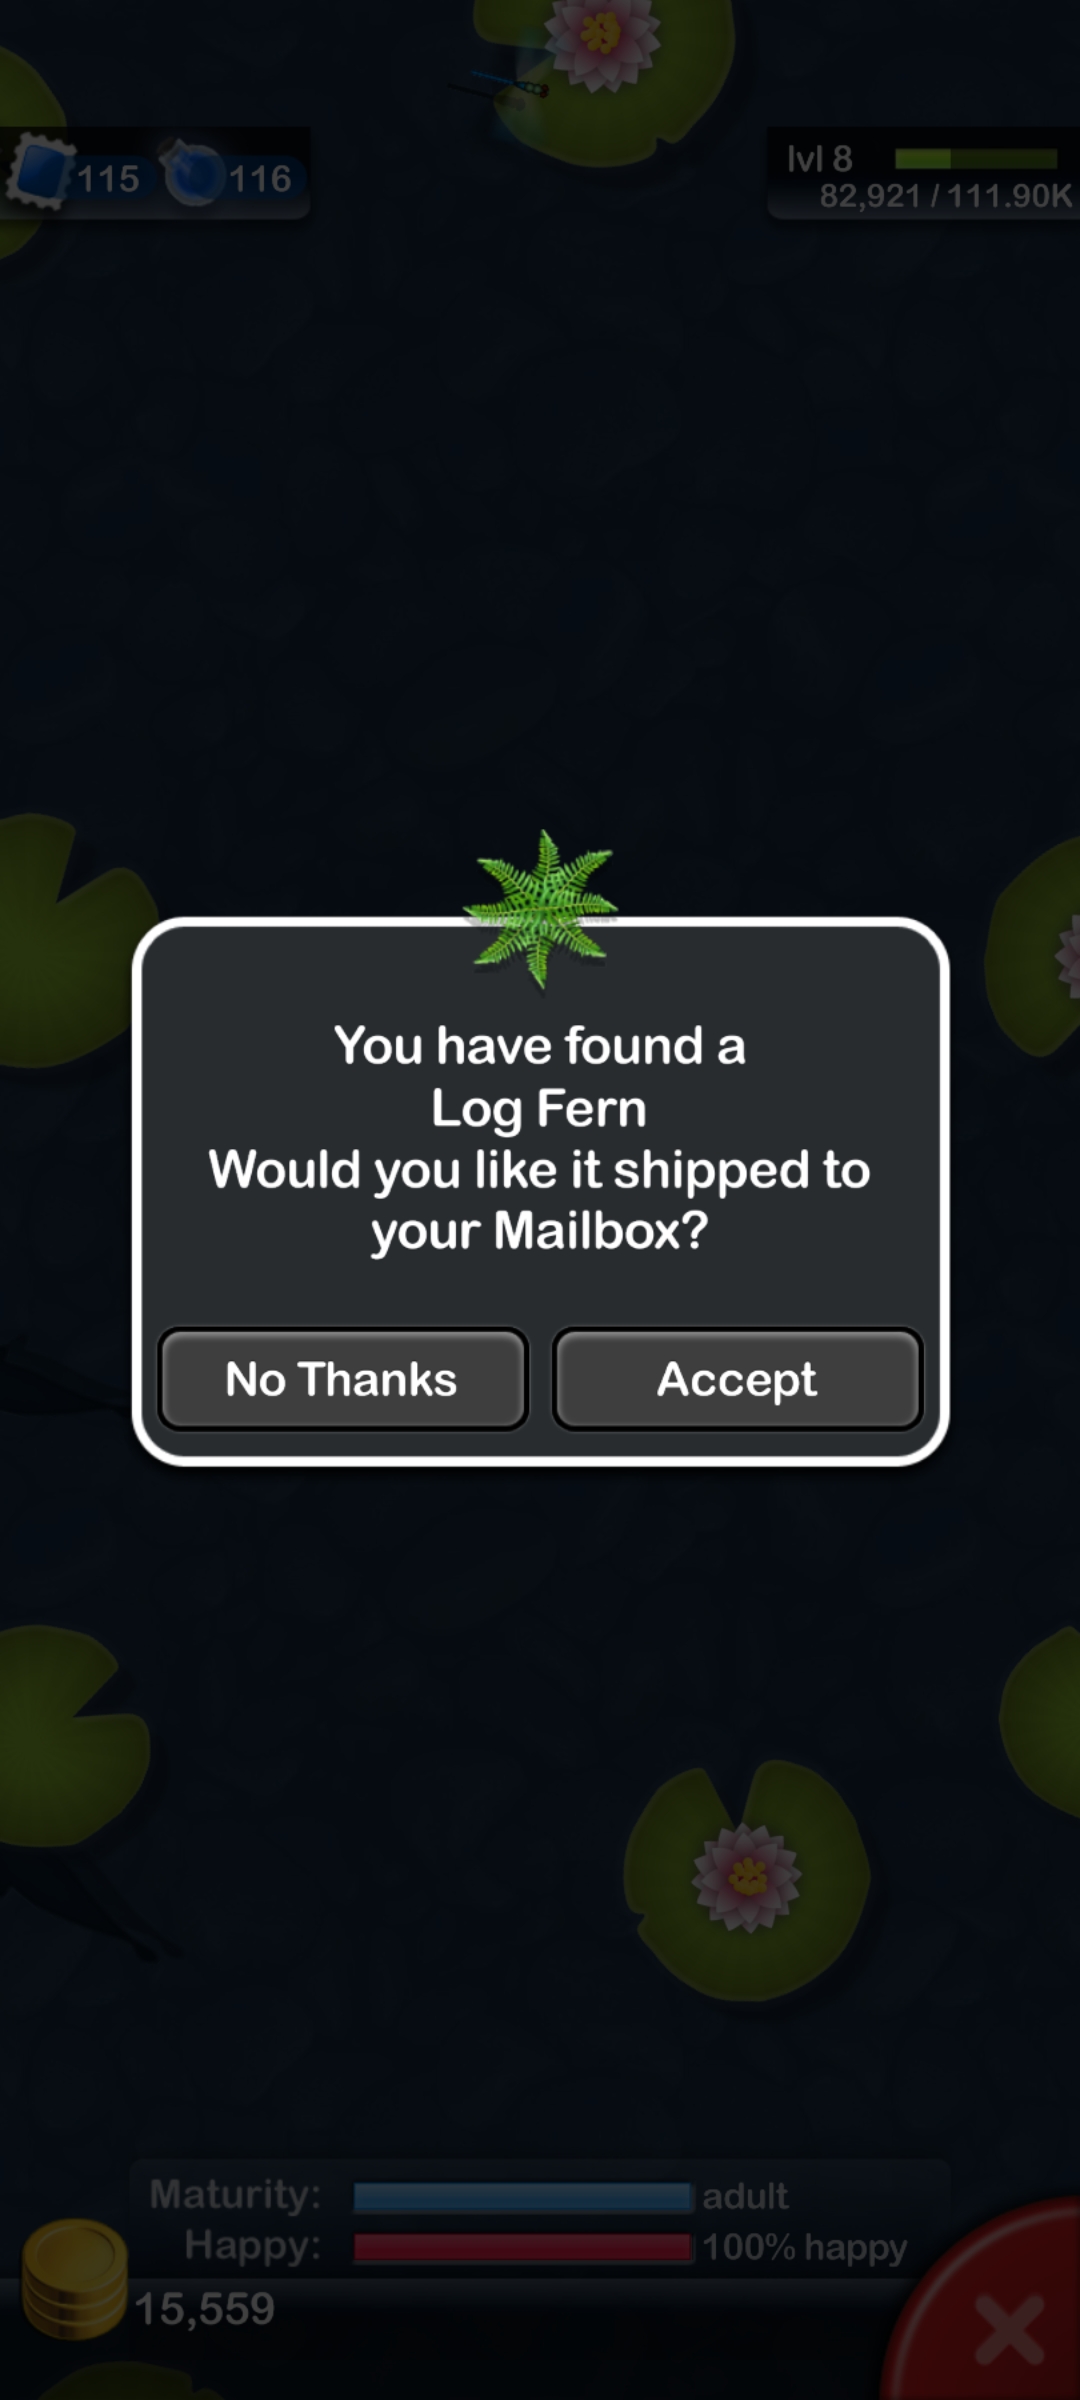 115
116
lvl 8
82,921 / 111.90K
You have found a
Log Fern
Would you like it shipped to
your Mailbox?
No Thanks
Accept
Maturity:
adult
Happy:
100% happy
15,559